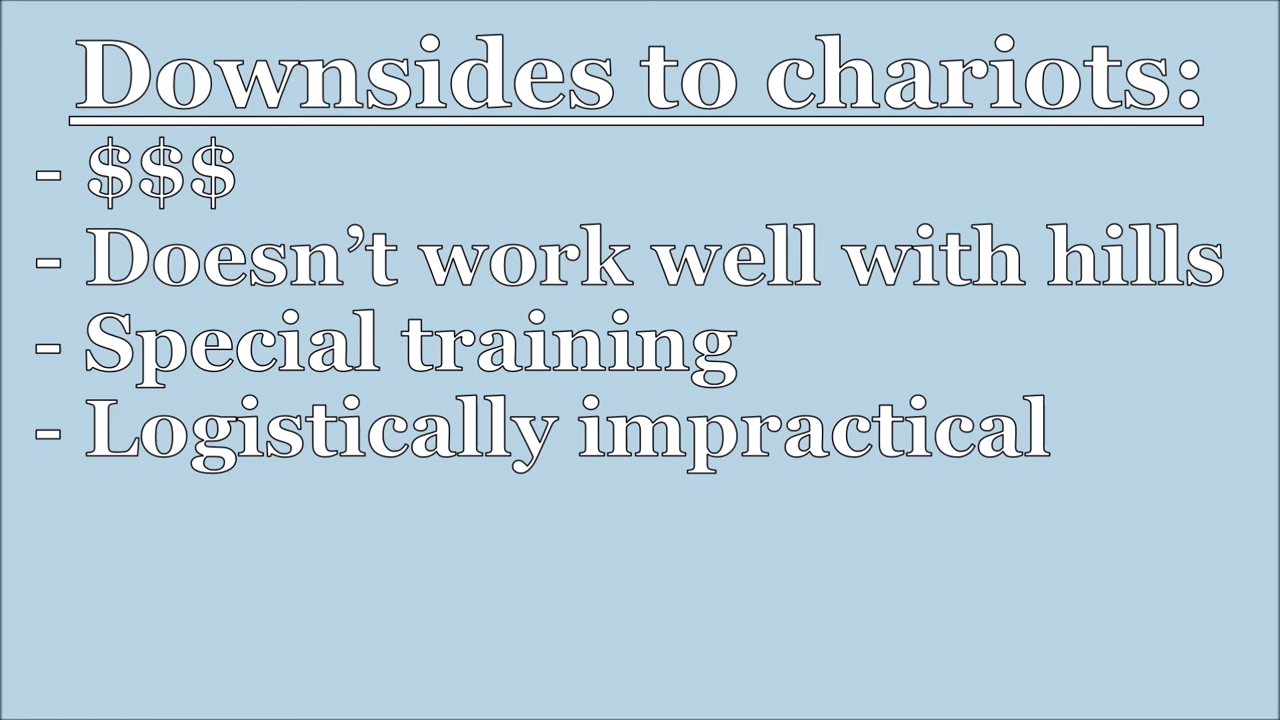 Downsides to chariots:
- $$$
- Doesn’t work well with hills
- Special training
- Logistically impractical